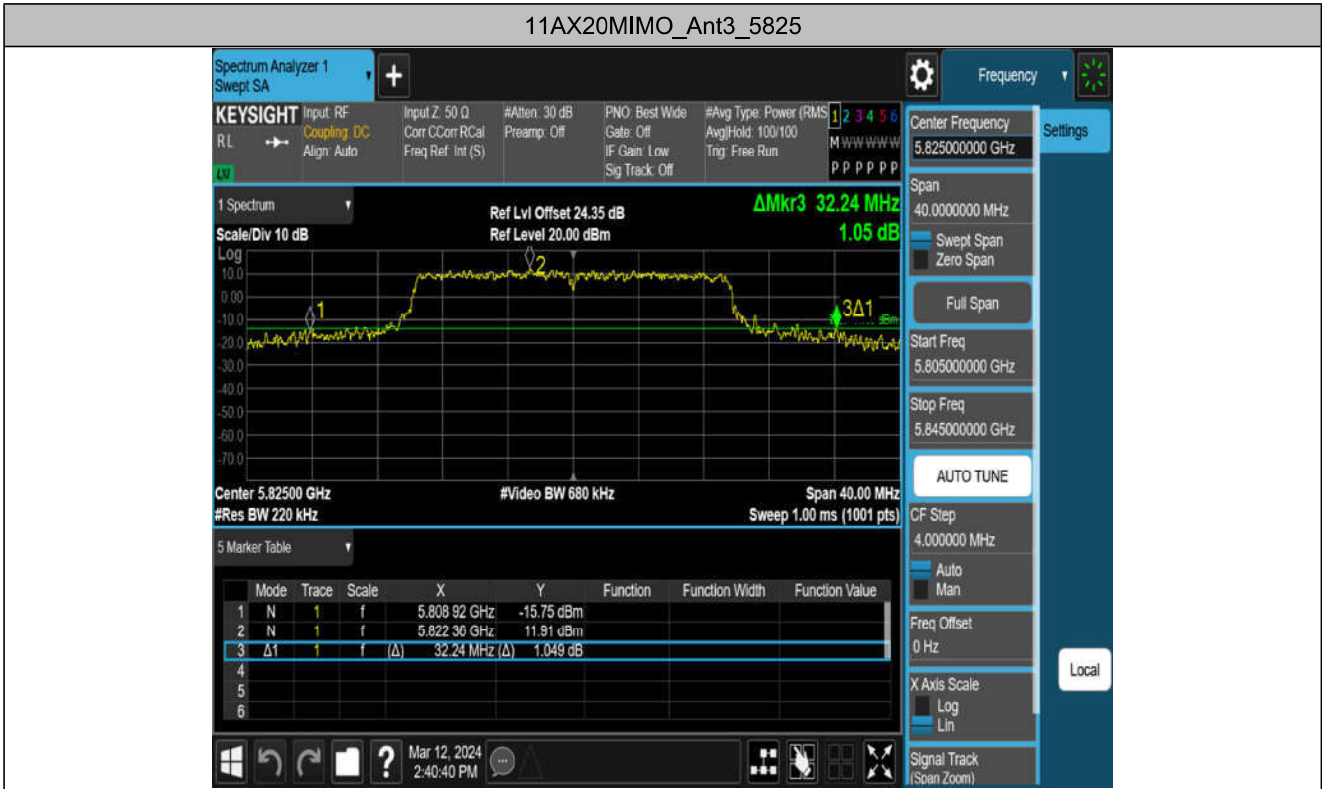 11AX20MIMO_Ant3_5825
Spectrum Analyzer 1
Swept SA
+
Frequency
KEYSIGHT
RL
Input: RF
Coupling: DC
Align: Auto
Input Z: 50 Ω
Corr CCorr RCal
Freq Ref: Int (S)
#Atten: 30 dB
Preamp: Off
PNO: Best Wide
Gate: Off
IF Gain: Low
Sig Track: Off
#Avg Type: Power (RMS
Avg|Hold: 100/100
Trig: Free Run
1 2 3 4 5 6
M W W W W W
P P P P P P
1 Spectrum
Scale/Div 10 dB
Ref Lvl Offset 24.35 dB
Ref Level 20.00 dBm
ΔMkr3 32.24 MHz
1.05 dB
Log
10.0
0.00
-10.0
-20.0
-30.0
-40.0
-50.0
-60.0
-70.0
1
2
3Δ1
dBm
Center 5.82500 GHz
#Res BW 220 kHz
#Video BW 680 kHz
Span 40.00 MHz
Sweep 1.00 ms (1001 pts)
5 Marker Table
Mode Trace Scale X Y Function Function Width Function Value
1 N 1 f 5.808 92 GHz -15.75 dBm
2 N 1 f 5.822 36 GHz 11.91 dBm
3 Δ1 1 f (Δ) 32.24 MHz (Δ) 1.049 dB
4
5
6
Mar 12, 2024
2:40:40 PM
Center Frequency
5.825000000 GHz
Span
40.0000000 MHz
Swept Span
Zero Span
Full Span
Start Freq
5.805000000 GHz
Stop Freq
5.845000000 GHz
AUTO TUNE
CF Step
4.000000 MHz
Auto
Man
Freq Offset
0 Hz
X Axis Scale
Log
Lin
Signal Track
(Span Zoom)
Settings
Local